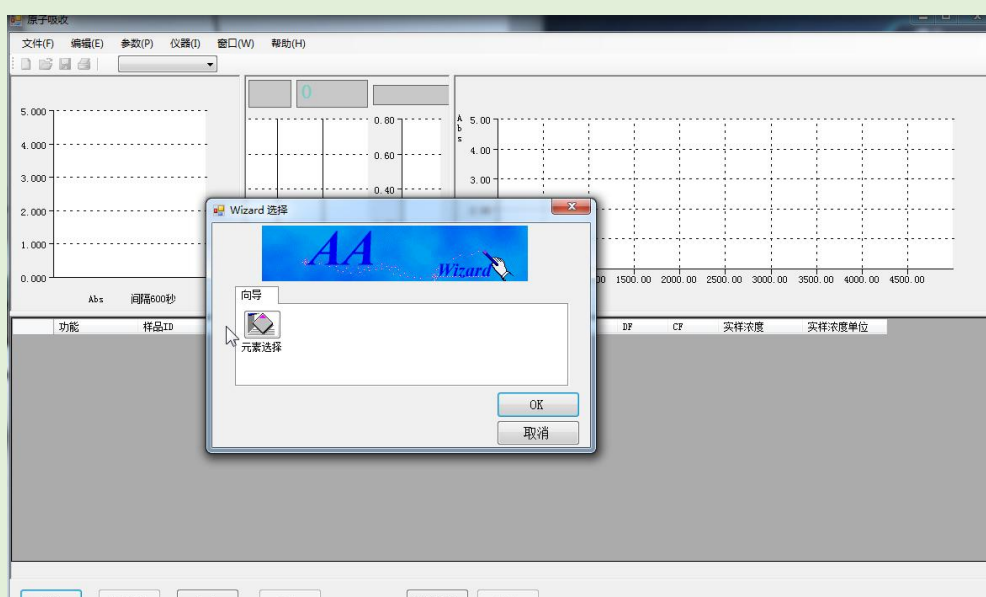 原子吸收
文件(F) 编辑(E) 参数(P) 仪器(I) 窗口(W) 帮助(H)
0
5.000
4.000
3.000
2.000
1.000
0.000
Abs 间隔600秒
0.80
0.60
0.40
Abs
5.00
4.00
3.00
00 1500.00 2000.00 2500.00 3000.00 3500.00 4000.00 4500.00
Wizard 选择
AA
Wizard
向导
元素选择
OK
取消
功能 样品ID DF CF 实样浓度 实样浓度单位